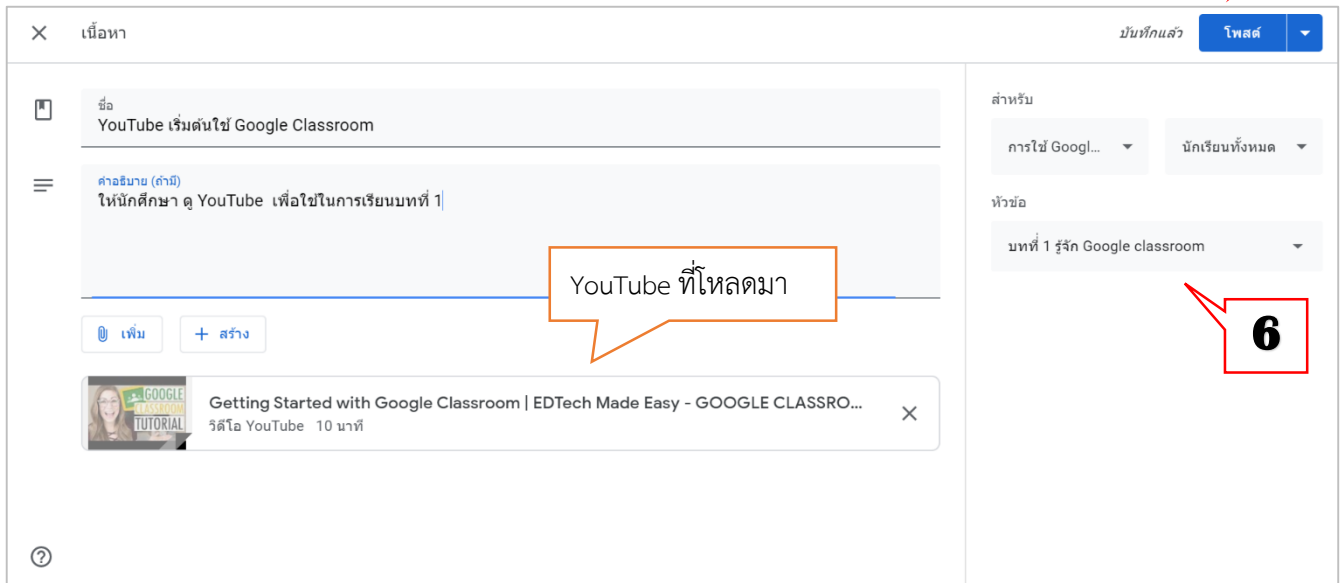 เนื้อหา
บันทึกแล้ว
โพสต์
ชื่อ
YouTube เริ่มต้นใช้ Google Classroom
คำอธิบาย (ถ้ามี)
ให้นักศึกษา ดู YouTube เพื่อใช้ในการเรียนบทที่ 1
YouTube ที่โหลดมา
เพิ่ม
สร้าง
GOOGLE
CLASSROOM
TUTORIAL
Getting Started with Google Classroom | EDTech Made Easy - GOOGLE CLASSRO...
วิดีโอ YouTube 10 นาที
สำหรับ
การใช้ Googl...
นักเรียนทั้งหมด
หัวข้อ
บทที่ 1 รู้จัก Google classroom
6